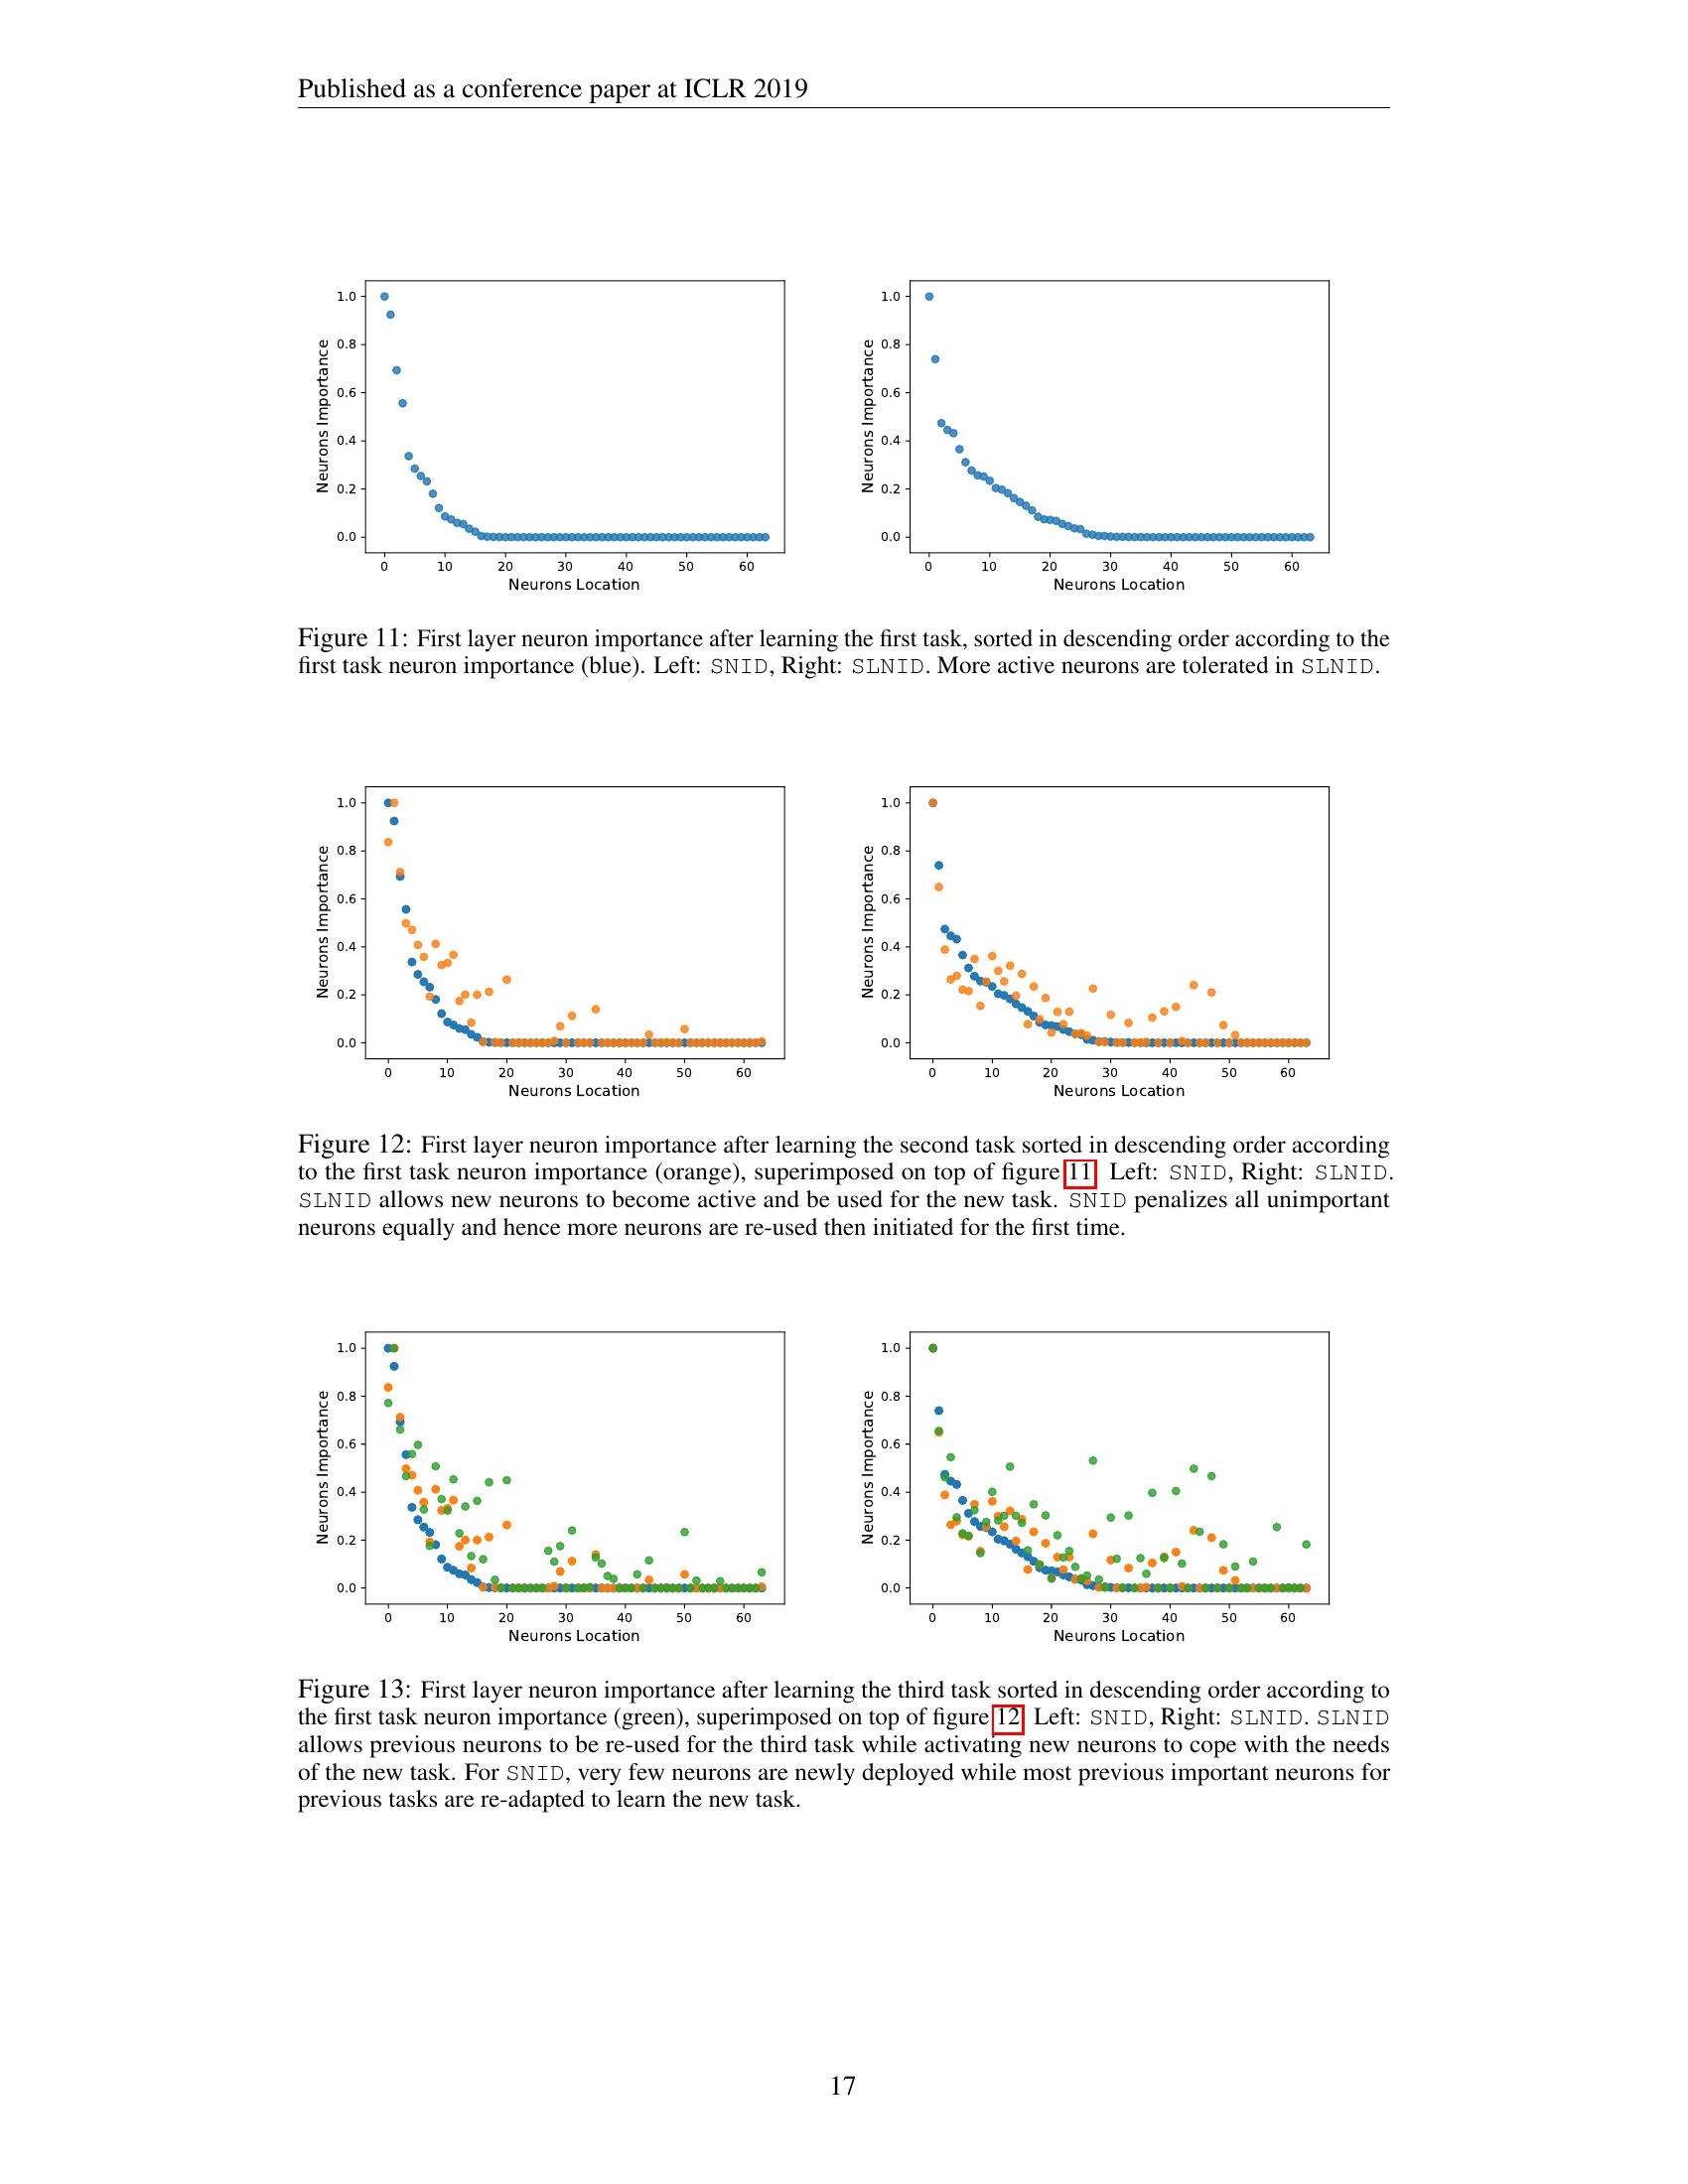 Published as a conference paper at ICLR 2019
1.0
0.8
0.6
0.4
0.2
0.0
Neurons Importance
0 10 20 30 40 50 60
Neurons Location
1.0
0.8
0.6
0.4
0.2
0.0
Neurons Importance
0 10 20 30 40 50 60
Neurons Location
Figure 11: First layer neuron importance after learning the first task, sorted in descending order according to the
first task neuron importance (blue). Left: SNID, Right: SLNID. More active neurons are tolerated in SLNID.
1.0
0.8
0.6
0.4
0.2
0.0
Neurons Importance
0 10 20 30 40 50 60
Neurons Location
1.0
0.8
0.6
0.4
0.2
0.0
Neurons Importance
0 10 20 30 40 50 60
Neurons Location
Figure 12: First layer neuron importance after learning the second task sorted in descending order according
to the first task neuron importance (orange), superimposed on top of figure 11 Left: SNID, Right: SLNID.
SLNID allows new neurons to become active and be used for the new task. SNID penalizes all unimportant
neurons equally and hence more neurons are re-used then initiated for the first time.
1.0
0.8
0.6
0.4
0.2
0.0
Neurons Importance
0 10 20 30 40 50 60
Neurons Location
1.0
0.8
0.6
0.4
0.2
0.0
Neurons Importance
0 10 20 30 40 50 60
Neurons Location
Figure 13: First layer neuron importance after learning the third task sorted in descending order according to
the first task neuron importance (green), superimposed on top of figure 12 Left: SNID, Right: SLNID. SLNID
allows previous neurons to be re-used for the third task while activating new neurons to cope with the needs
of the new task. For SNID, very few neurons are newly deployed while most previous important neurons for
previous tasks are re-adapted to learn the new task.
17